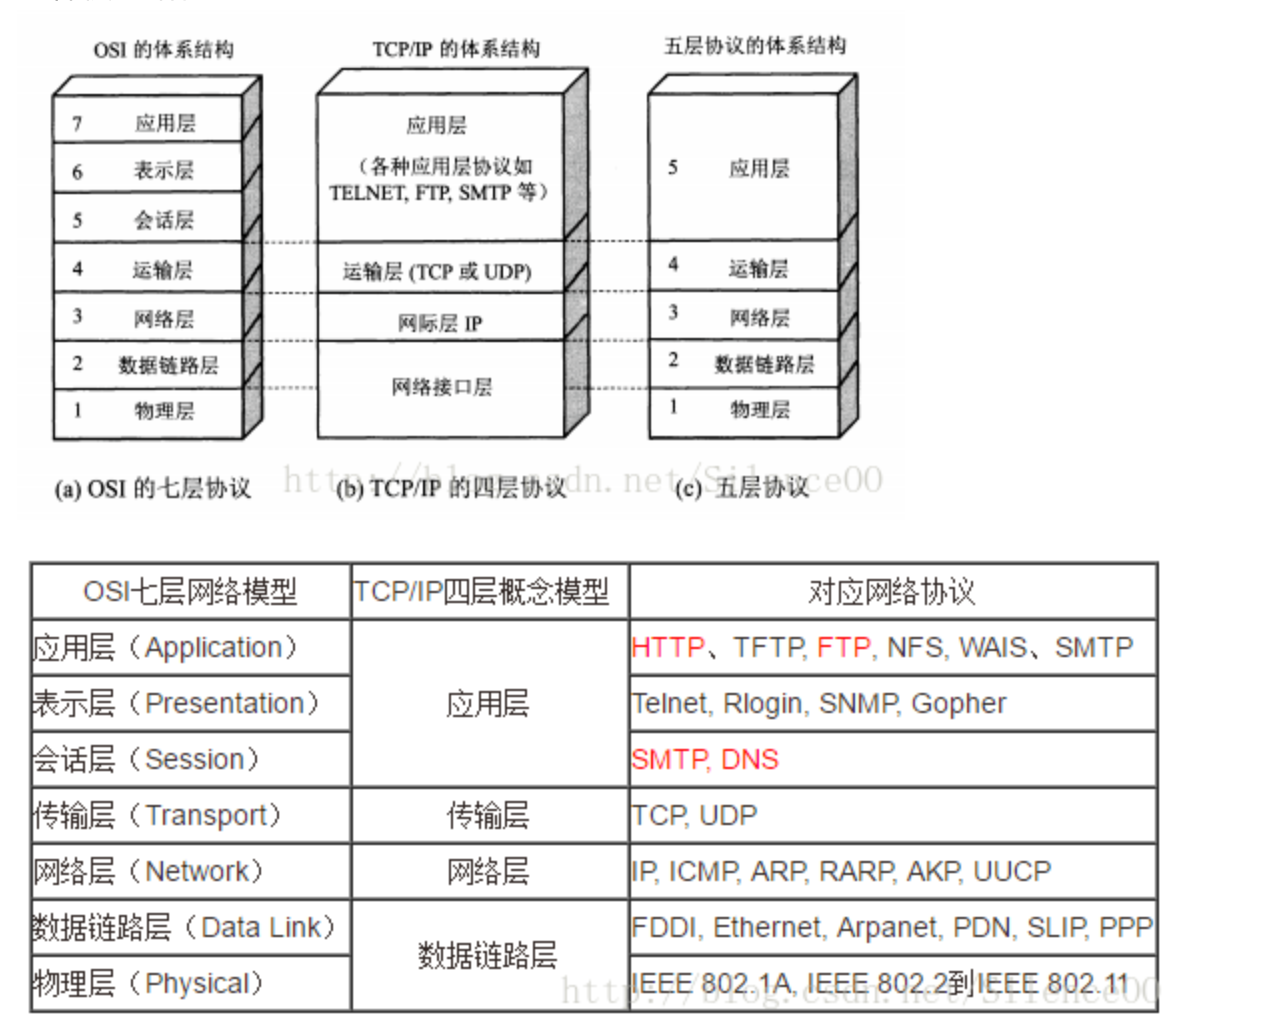 OSI 的体系结构
7 应用层
6 表示层
5 会话层
4 运输层
3 网络层
2 数据链路层
1 物理层
(a) OSI 的七层协议
TCP/IP 的体系结构
应用层
（各种应用层协议如
TELNET, FTP, SMTP 等）
运输层 (TCP 或 UDP)
网际层 IP
网络接口层
(b) TCP/IP 的四层协议
五层协议的体系结构
5 应用层
4 运输层
3 网络层
2 数据链路层
1 物理层
(c) 五层协议
http://blog.csdn.net/Silence00
OSI七层网络模型 TCP/IP四层概念模型 对应网络协议
应用层（Application） HTTP、TFTP, FTP, NFS, WAIS、SMTP
表示层（Presentation） 应用层 Telnet, Rlogin, SNMP, Gopher
会话层（Session） SMTP, DNS
传输层（Transport） 传输层 TCP, UDP
网络层（Network） 网络层 IP, ICMP, ARP, RARP, AKP, UUCP
数据链路层（Data Link） 数据链路层 FDDI, Ethernet, Arpanet, PDN, SLIP, PPP
物理层（Physical） IEEE 802.1A, IEEE 802.2到IEEE 802.11
http://blog.csdn.net/Silence00